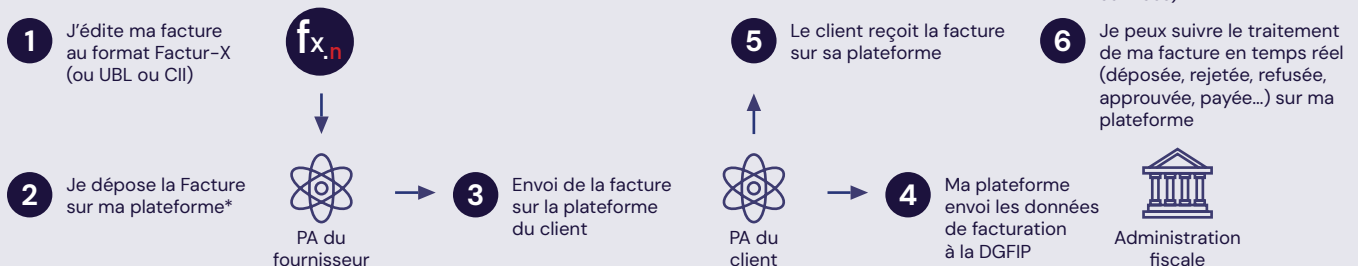 1
J’édite ma facture
au format Factur-X
(ou UBL ou CII)
fx.n
5
Le client reçoit la facture
sur sa plateforme
6
Je peux suivre le traitement
de ma facture en temps réel
(déposée, rejetée, refusée,
approuvée, payée...) sur ma
plateforme
2
Je dépose la Facture
sur ma plateforme*
PA du
fournisseur
3
Envoi de la facture
sur la plateforme
du client
PA du
client
4
Ma plateforme
envoi les données
de facturation
à la DGFIP
Administration
fiscale